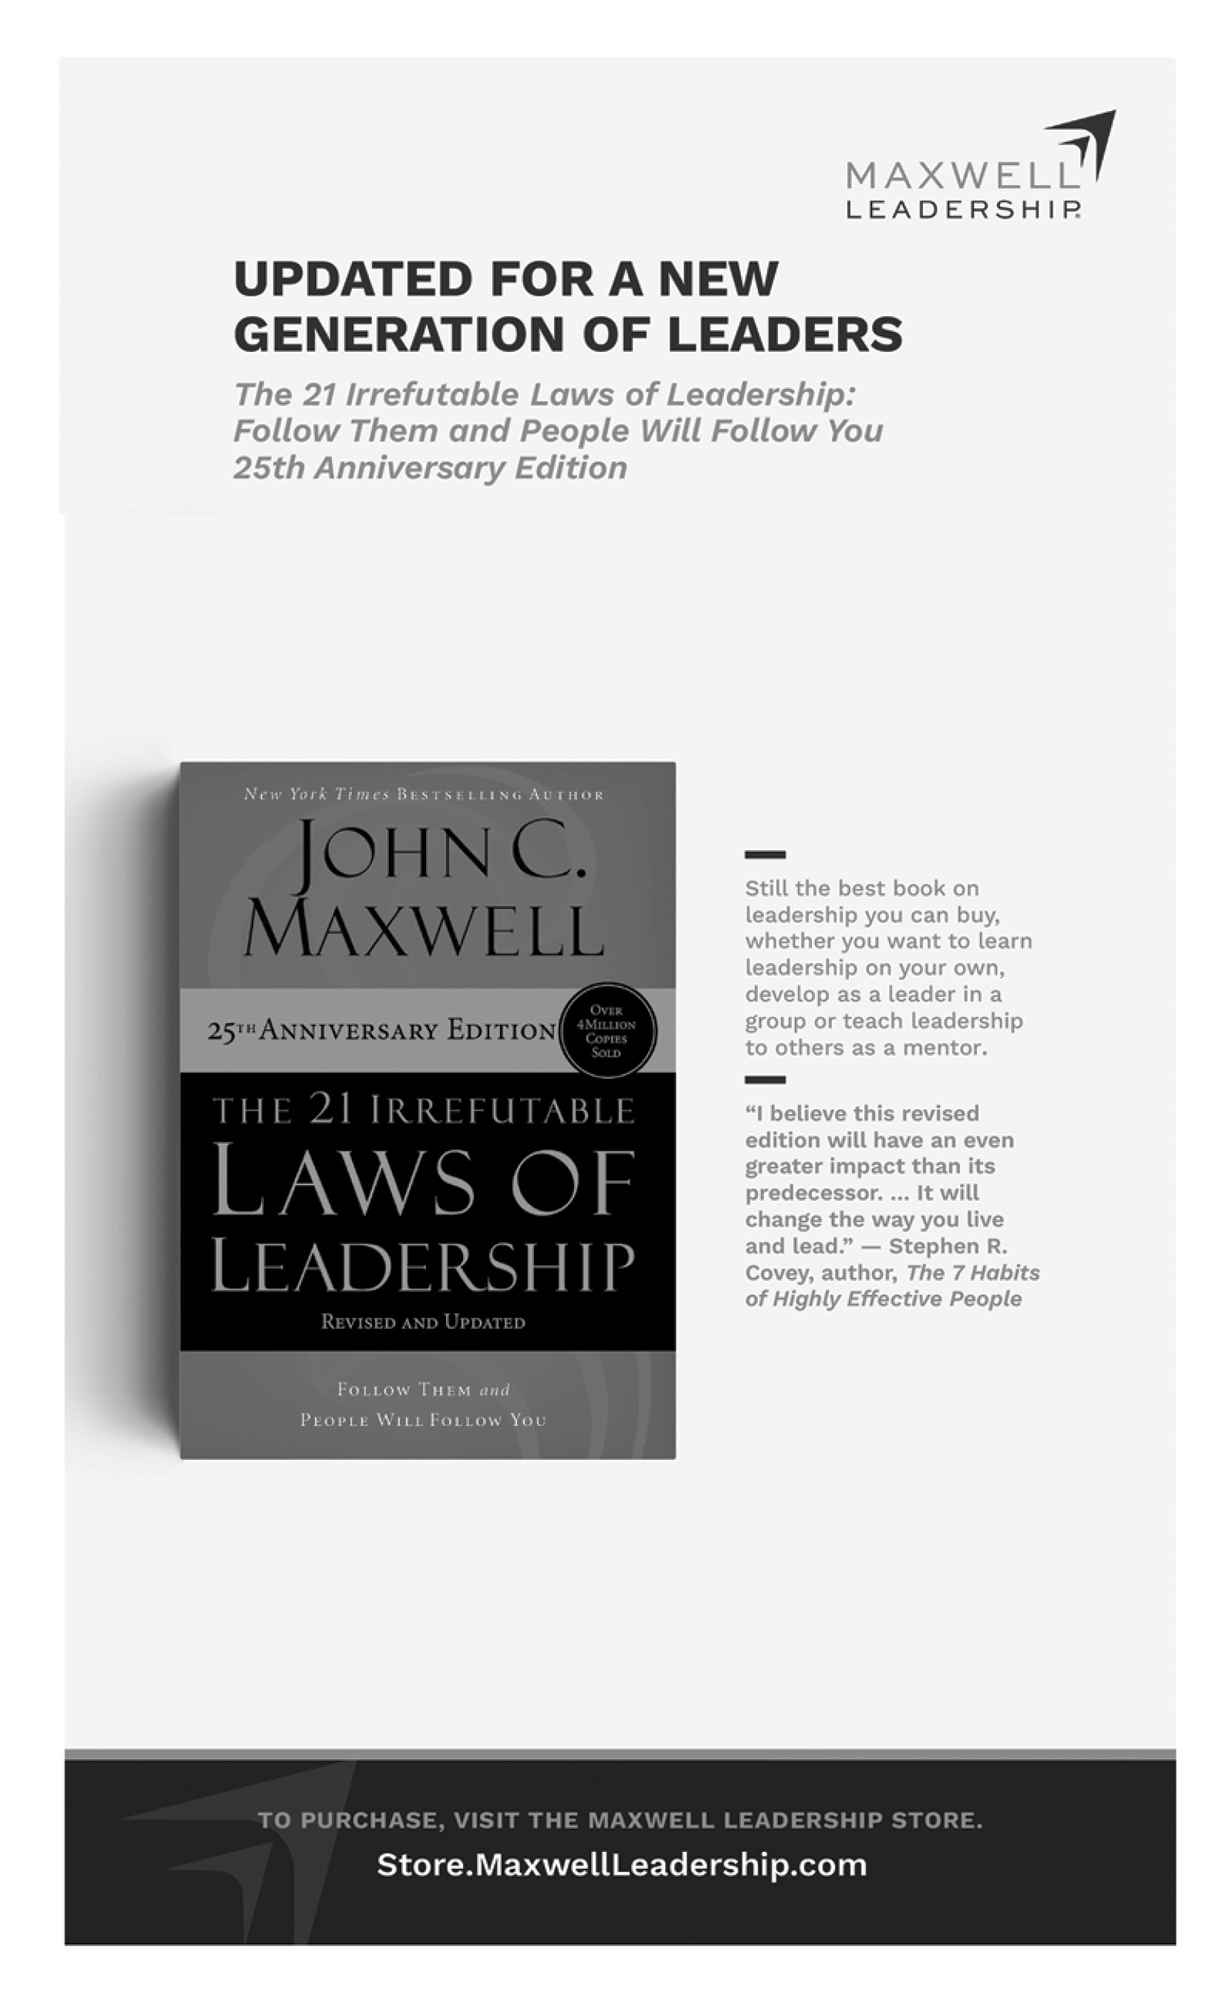 MAXWELL
LEADERSHIP®
UPDATED FOR A NEW
GENERATION OF LEADERS
The 21 Irrefutable Laws of Leadership:
Follow Them and People Will Follow You
25th Anniversary Edition
New York Times BESTSELLING AUTHOR
JOHN C.
MAXWELL
25TH ANNIVERSARY EDITION
OVER
4 MILLION
COPIES
SOLD
THE 21 IRREFUTABLE
LAWS OF
LEADERSHIP
REVISED AND UPDATED
FOLLOW THEM and
PEOPLE WILL FOLLOW YOU
Still the best book on
leadership you can buy,
whether you want to learn
leadership on your own,
develop as a leader in a
group or teach leadership
to others as a mentor.
“I believe this revised
edition will have an even
greater impact than its
predecessor. ... It will
change the way you live
and lead.” — Stephen R.
Covey, author, The 7 Habits
of Highly Effective People
TO PURCHASE, VISIT THE MAXWELL LEADERSHIP STORE.
Store.MaxwellLeadership.com